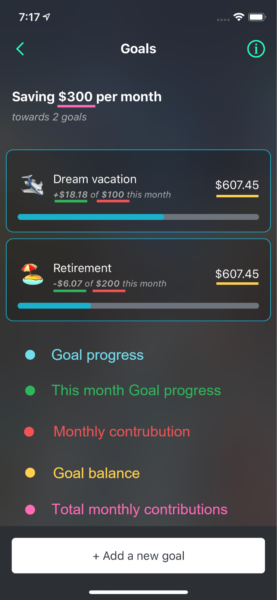 7:17
Goals
Saving $300 per month
towards 2 goals
Dream vacation
+$18.18 of $100 this month
$607.45
Retirement
-$6.07 of $200 this month
$607.45
Goal progress
This month Goal progress
Monthly contrubution
Goal balance
Total monthly contributions
+ Add a new goal